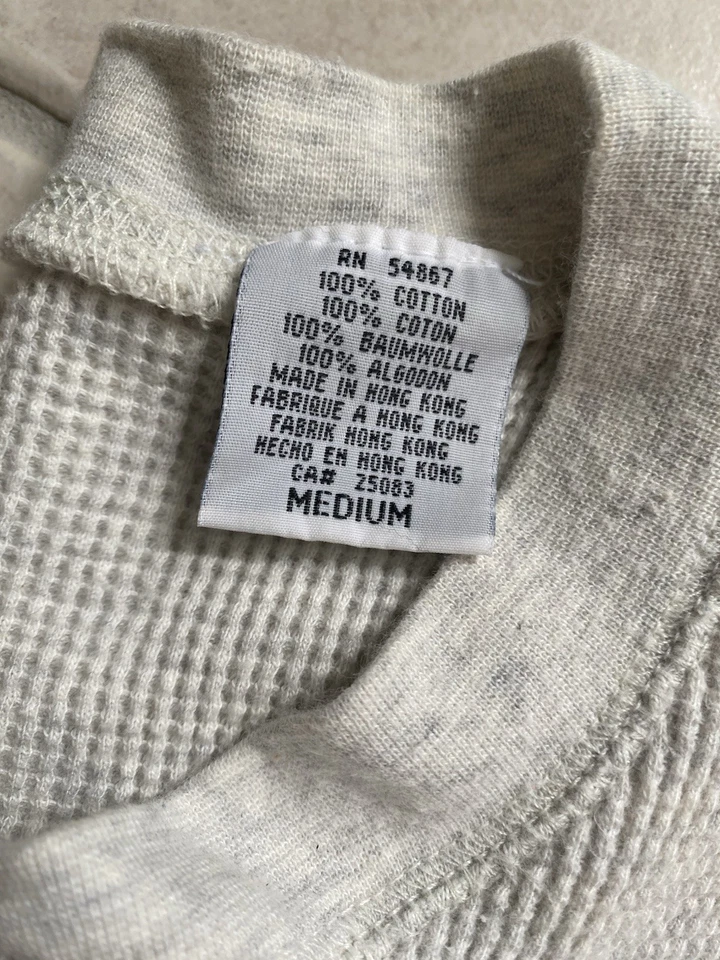 RN 54867
100% COTTON
100% COTON
100% BAUMWOLLE
100% ALGODON
MADE IN HONG KONG
FABRIQUE A HONG KONG
FABRIK HONG KONG
HECHO EN HONG KONG
CA# 25083
MEDIUM